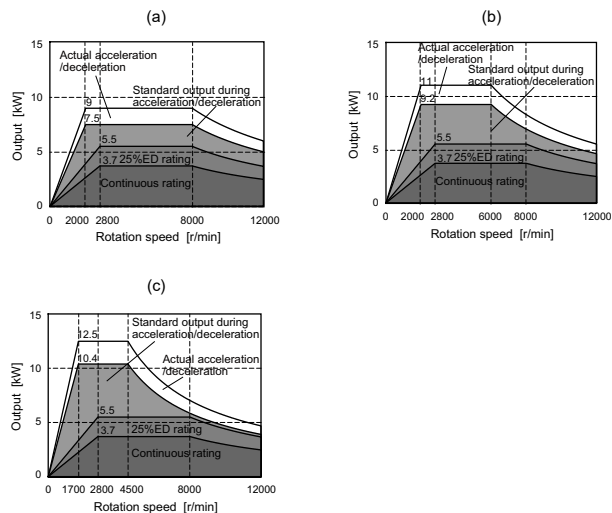 (a)
15
Actual acceleration
/deceleration
Standard output during
acceleration/deceleration
10
9
7.5
5.5
5
3.7
25%ED rating
Continuous rating
0
Output [kW]
0 2000 2800 8000 12000
Rotation speed [r/min]
(b)
15
Actual acceleration
/deceleration
Standard output during
acceleration/deceleration
11
10
9.2
5.5
5
3.7
25%ED rating
Continuous rating
0
Output [kW]
0 2000 2800 6000 8000 12000
Rotation speed [r/min]
(c)
15
Standard output during
acceleration/deceleration
12.5
Actual acceleration
/deceleration
10.4
10
5.5
5
25%ED rating
3.7
Continuous rating
0
Output [kW]
0 1700 2800 4500 8000 12000
Rotation speed [r/min]